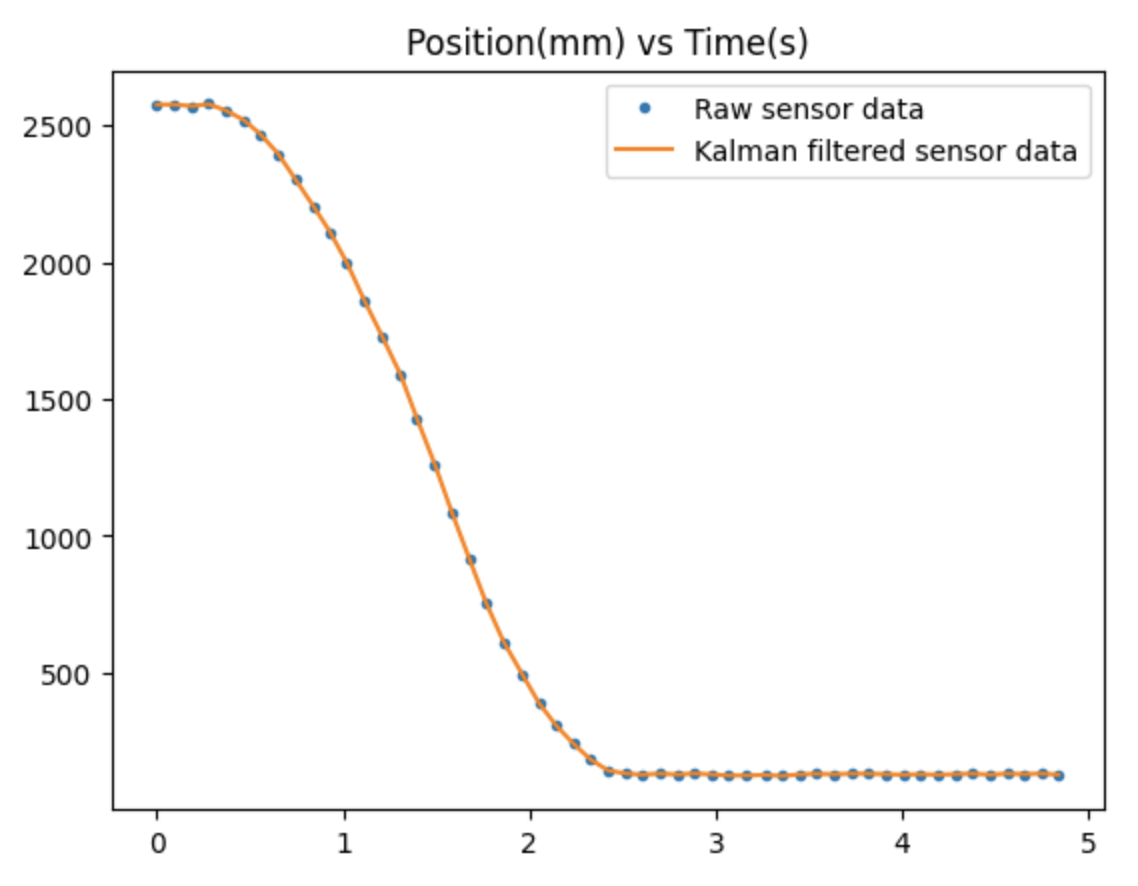 Position(mm) vs Time(s)
Raw sensor data
Kalman filtered sensor data
2500
2000
1500
1000
500
0 1 2 3 4 5